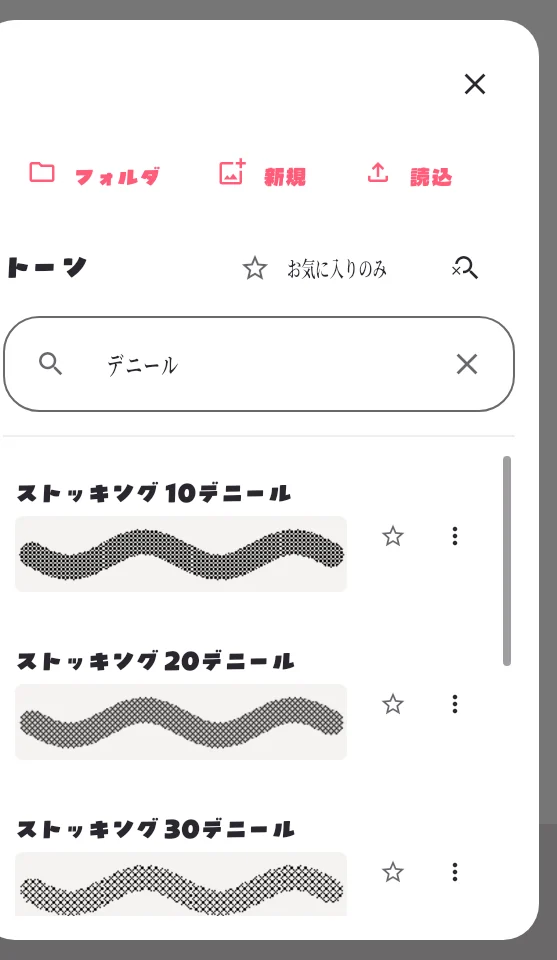 フォルダ 新規 読込
トーン お気に入りのみ
デニール
ストッキング 10デニール
ストッキング 20デニール
ストッキング 30デニール